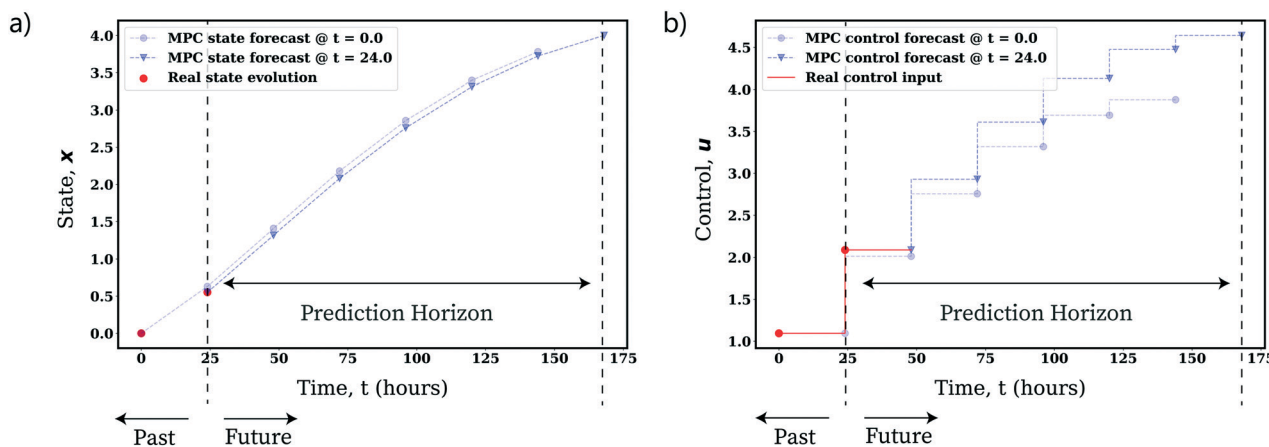 a)
4.0
3.5
3.0
2.5
2.0
1.5
1.0
0.5
0.0
State, x
MPC state forecast @ t = 0.0
MPC state forecast @ t = 24.0
Real state evolution
Prediction Horizon
0 25 50 75 100 125 150 175
Time, t (hours)
Past Future
b)
4.5
4.0
3.5
3.0
2.5
2.0
1.5
1.0
Control, u
MPC control forecast @ t = 0.0
MPC control forecast @ t = 24.0
Real control input
Prediction Horizon
0 25 50 75 100 125 150 175
Time, t (hours)
Past Future